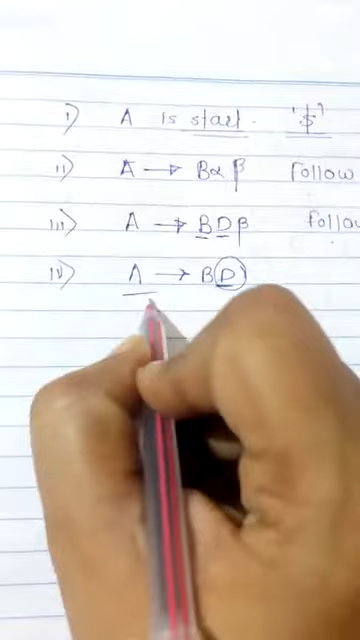 i) A is start. '$'
ii) A → Bαβ follow
iii) A → BDβ follow
iv) A → BD